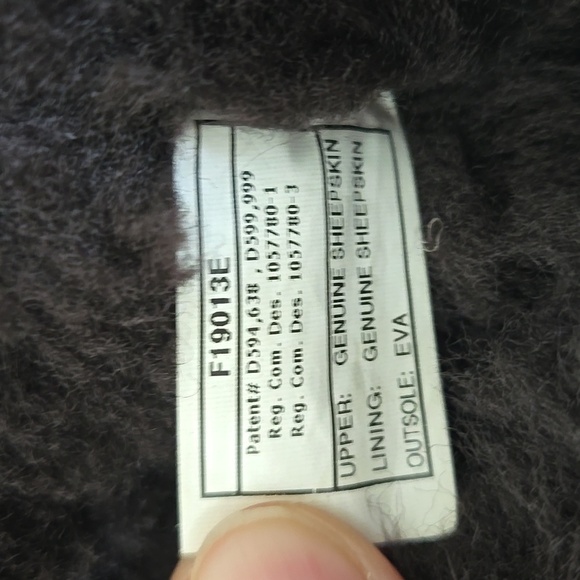 F19013E
Patent# D594,638 , D599,999
Reg. Com. Des. 1057780-1
Reg. Com. Des. 1057780-3
UPPER: GENUINE SHEEPSKIN
LINING: GENUINE SHEEPSKIN
OUTSOLE: EVA